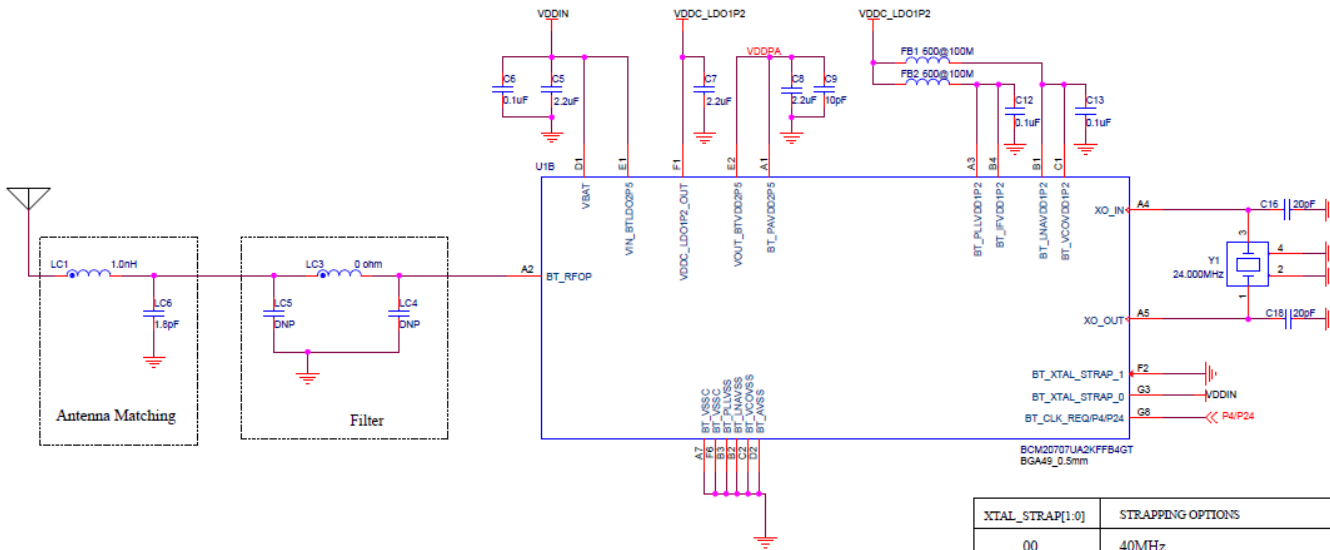 VDDIN
VDDC_LDO1P2
VDDC_LDO1P2
VDDPA
FB1 600@100M
FB2 600@100M
C6
0.1uF
C5
2.2uF
C7
2.2uF
C8
2.2uF
C9
10pF
C12
0.1uF
C13
0.1uF
D1
E1
F1
E2
A1
A3
B4
B1
C1
U1B
VBAT
VIN_BTLDO2P5
VDDC_LDO1P2_OUT
VOUT_BTVDD2P5
BT_PAVDD2P5
BT_PLLVDD1P2
BT_IFVDD1P2
BT_LNAVDD1P2
BT_VCOVDD1P2
XO_IN
A4
C16
20pF
3
4
2
1
Y1
24.000MHz
XO_OUT
A5
C18
20pF
LC1
1.0nH
LC6
1.8pF
Antenna Matching
LC3
0 ohm
LC5
DNP
LC4
DNP
Filter
A2
BT_RFOP
BT_XTAL_STRAP_1
F2
BT_XTAL_STRAP_0
G3
VDDIN
BT_CLK_REQ/P4/P24
G8
P4/P24
BT_VSSC
BT_VSSC
BT_PLLVSS
BT_LNAVSS
BT_VCOVSS
BT_AVSS
A7
F6
B3
B2
C2
D2
BCM20707UA2KFFB4GT
BGA49_0.5mm
XTAL_STRAP[1:0]
STRAPPING OPTIONS
00
40MHz